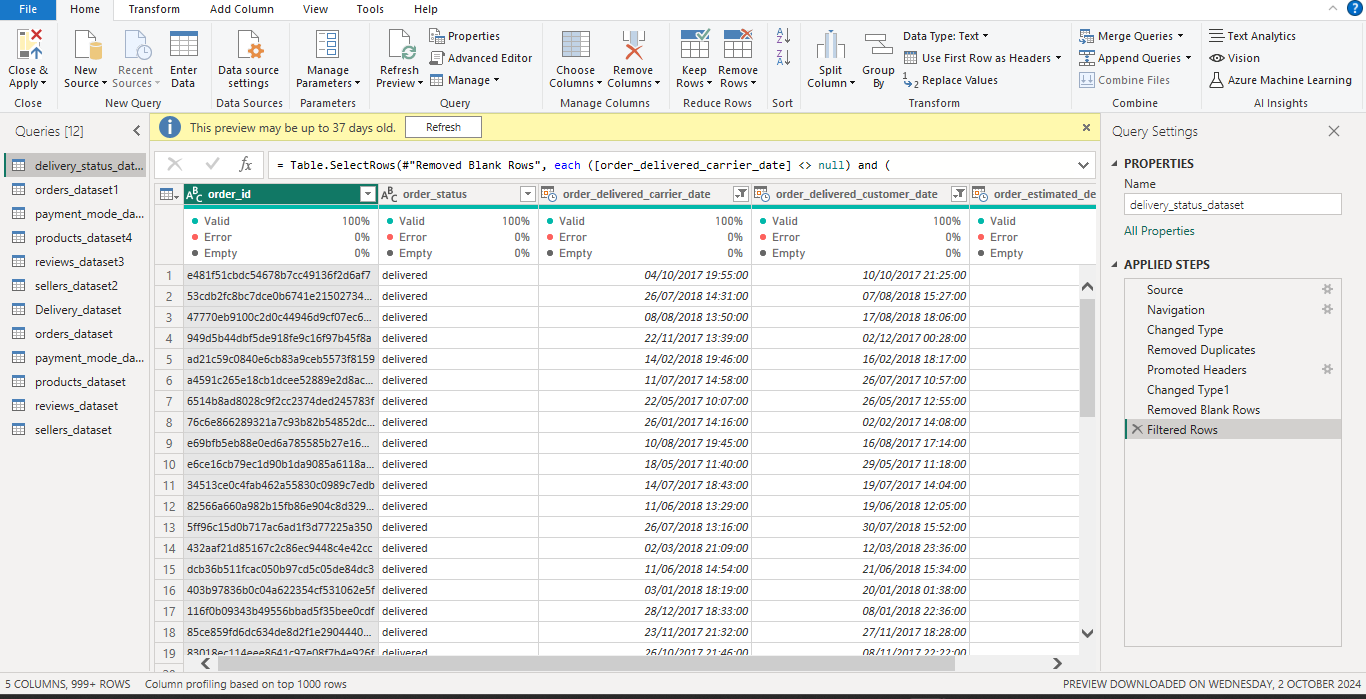 File Home Transform Add Column View Tools Help
Close & Apply
New Source
Recent Sources
Enter Data
Data source settings
Manage Parameters
Refresh Preview
Properties
Advanced Editor
Manage
Choose Columns
Remove Columns
Keep Rows
Remove Rows
Split Column
Group By
Data Type: Text
Use First Row as Headers
Replace Values
Merge Queries
Append Queries
Combine Files
Text Analytics
Vision
Azure Machine Learning
Close New Query Data Sources Parameters Query Manage Columns Reduce Rows Sort Transform Combine AI Insights
Queries [12]
delivery_status_dat...
orders_dataset1
payment_mode_da...
products_dataset4
reviews_dataset3
sellers_dataset2
Delivery_dataset
orders_dataset
payment_mode_da...
products_dataset
reviews_dataset
sellers_dataset
This preview may be up to 37 days old. Refresh
fx = Table.SelectRows(#"Removed Blank Rows", each ([order_delivered_carrier_date] <> null) and (
order_id order_status order_delivered_carrier_date order_delivered_customer_date order_estimated_de
Valid 100% Valid 100% Valid 100% Valid 100% Valid
Error 0% Error 0% Error 0% Error 0% Error
Empty 0% Empty 0% Empty 0% Empty 0% Empty
1 e481f51cbdc54678b7cc49136f2d6af7 delivered 04/10/2017 19:55:00 10/10/2017 21:25:00
2 53cdb2fc8bc7dce0b6741e21502734... delivered 26/07/2018 14:31:00 07/08/2018 15:27:00
3 47770eb9100c2d0c44946d9cf07ec6... delivered 08/08/2018 13:50:00 17/08/2018 18:06:00
4 949d5b44dbf5de918fe9c16f97b45f8a delivered 22/11/2017 13:39:00 02/12/2017 00:28:00
5 ad21c59c0840e6cb83a9ceb5573f8159 delivered 14/02/2018 19:46:00 16/02/2018 18:17:00
6 a4591c265e18cb1dcee52889e2d8ac... delivered 11/07/2017 14:58:00 26/07/2017 10:57:00
7 6514b8ad8028c9f2cc2374ded245783f delivered 22/05/2017 10:07:00 26/05/2017 12:55:00
8 76c6e866289321a7c93b82b54852dc... delivered 26/01/2017 14:16:00 02/02/2017 14:08:00
9 e69bfb5eb88e0ed6a785585b27e16... delivered 10/08/2017 19:45:00 16/08/2017 17:14:00
10 e6ce16cb79ec1d90b1da9085a6118a... delivered 18/05/2017 11:40:00 29/05/2017 11:18:00
11 34513ce0c4fab462a55830c0989c7edb delivered 14/07/2017 18:43:00 19/07/2017 14:04:00
12 82566a660a982b15fb86e904c8d329... delivered 11/06/2018 13:29:00 19/06/2018 12:05:00
13 5ff96c15d0b717ac6ad1f3d77225a350 delivered 26/07/2018 13:16:00 30/07/2018 15:52:00
14 432aaf21d85167c2c86ec9448c4e42cc delivered 02/03/2018 21:09:00 12/03/2018 23:36:00
15 dcb36b511fcac050b97cd5c05de84dc3 delivered 11/06/2018 14:54:00 21/06/2018 15:34:00
16 403b97836b0c04a622354cf531062e5f delivered 03/01/2018 18:19:00 20/01/2018 01:38:00
17 116f0b09343b49556bbad5f35bee0cdf delivered 28/12/2017 18:33:00 08/01/2018 22:36:00
18 85ce859fd6dc634de8d2f1e2904440... delivered 23/11/2017 21:32:00 27/11/2017 18:28:00
19 83018ec114eee8641c97e08f7b4e926f delivered 26/10/2017 21:46:00 08/11/2017 22:22:00
Query Settings
PROPERTIES
Name
delivery_status_dataset
All Properties
APPLIED STEPS
Source
Navigation
Changed Type
Removed Duplicates
Promoted Headers
Changed Type1
Removed Blank Rows
Filtered Rows
5 COLUMNS, 999+ ROWS Column profiling based on top 1000 rows PREVIEW DOWNLOADED ON WEDNESDAY, 2 OCTOBER 2024